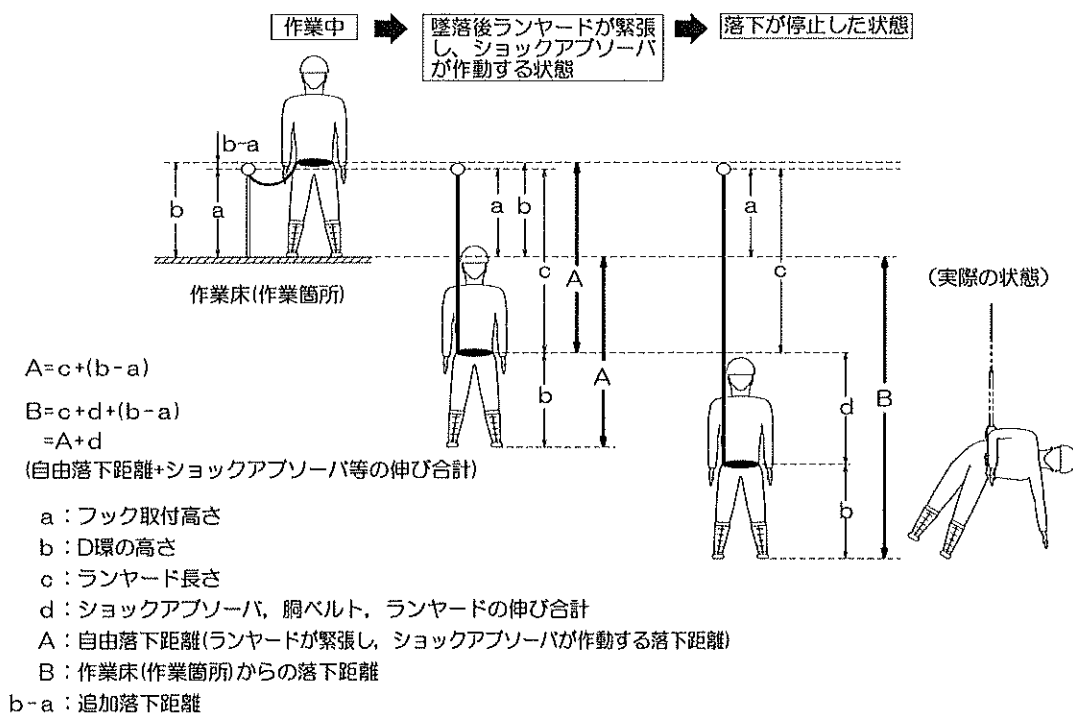 作業中
墜落後ランヤードが緊張
し、ショックアブソーバ
が作動する状態
落下が停止した状態
b-a
b
a
a
b
c
A
A
b
a
c
d
b
B
作業床(作業箇所)
(実際の状態)
A=c+(b-a)
B=c+d+(b-a)
=A+d
(自由落下距離+ショックアブソーバ等の伸び合計)
a：フック取付高さ
b：D環の高さ
c：ランヤード長さ
d：ショックアブソーバ，胴ベルト，ランヤードの伸び合計
A：自由落下距離(ランヤードが緊張し，ショックアブソーバが作動する落下距離)
B：作業床(作業箇所)からの落下距離
b-a：追加落下距離